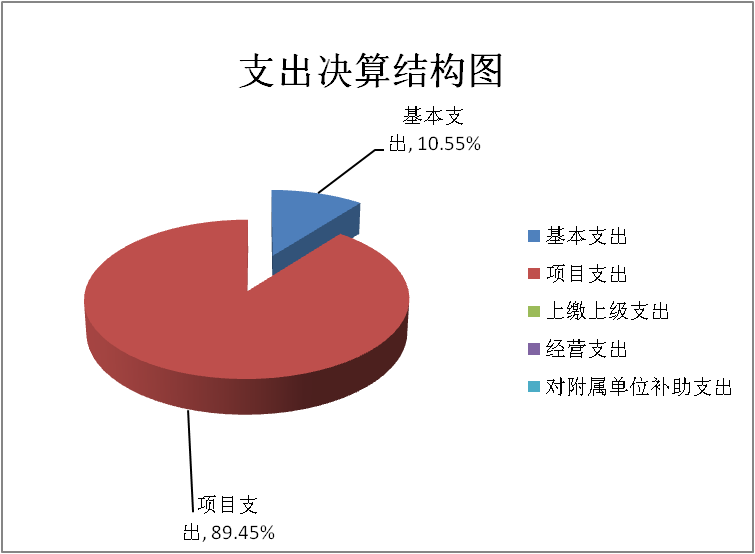 支出决算结构图
基本支
出, 10.55%
基本支出
项目支出
上缴上级支出
经营支出
对附属单位补助支出
项目支
出, 89.45%